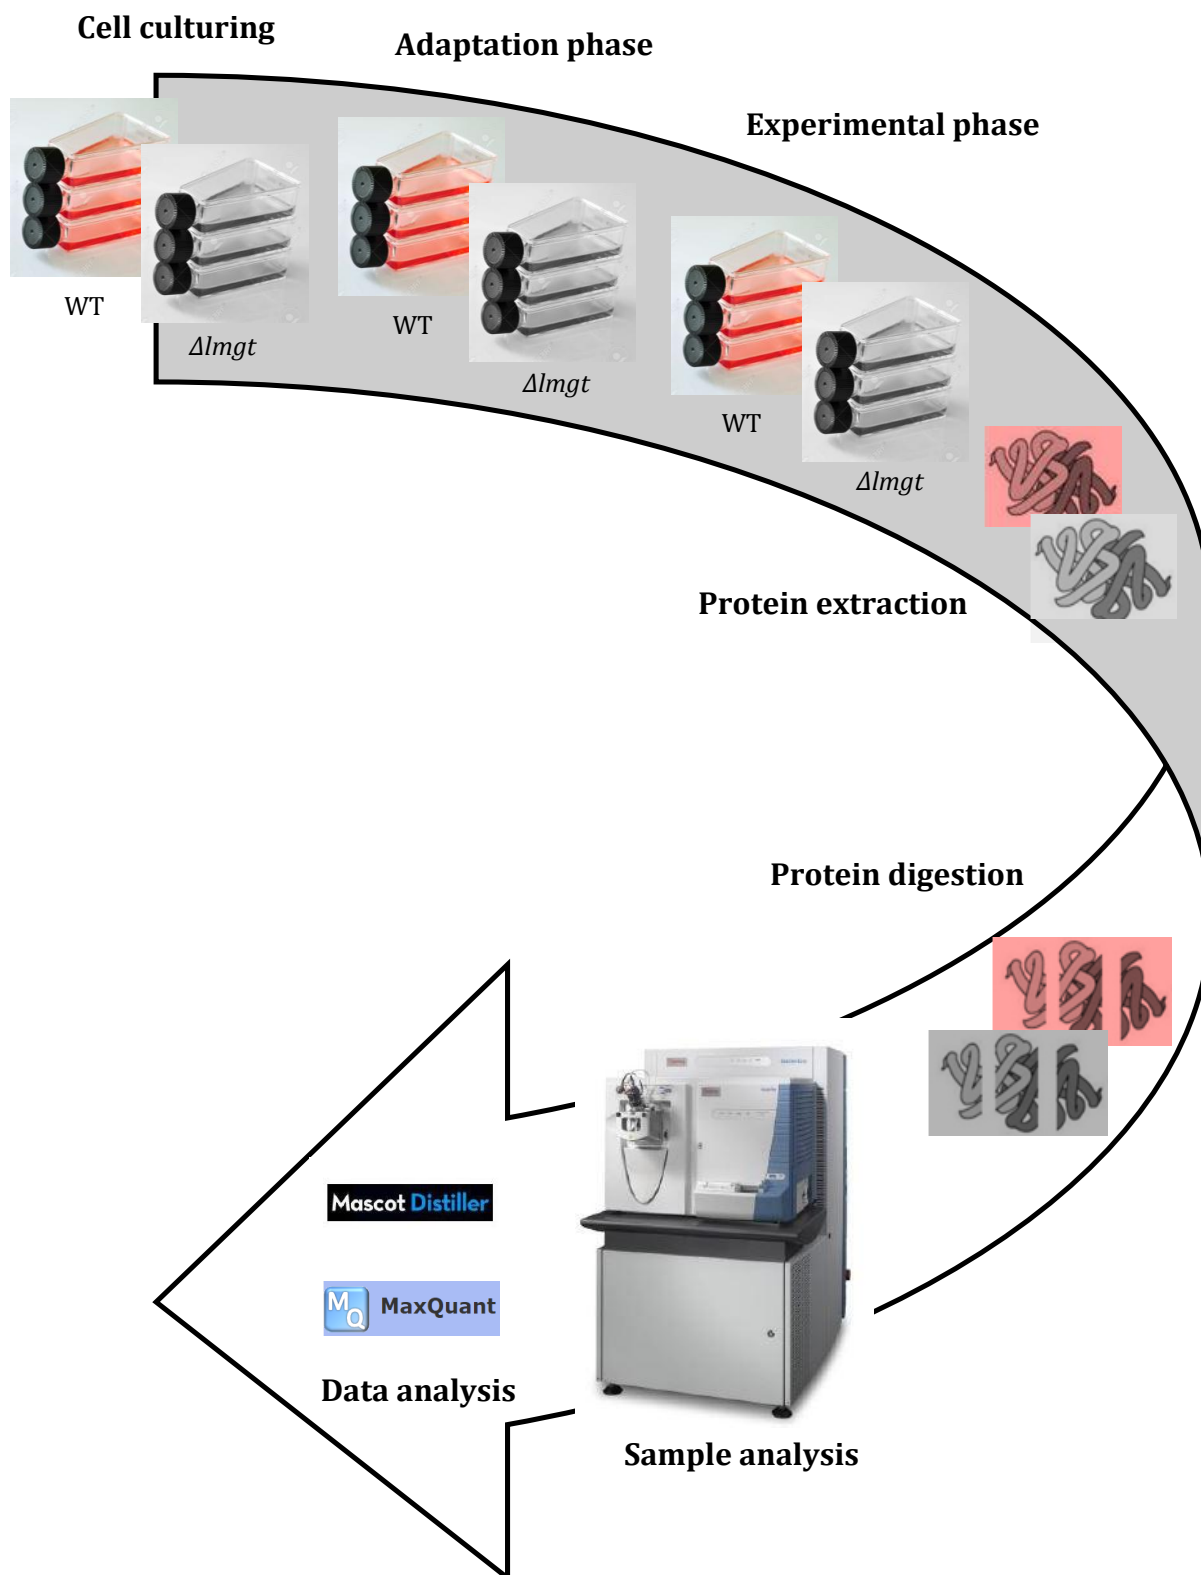 Cell culturing
Adaptation phase
Experimental phase
WT
Δlmgt
WT
Δlmgt
WT
Δlmgt
Protein extraction
Protein digestion
Mascot Distiller
MQ MaxQuant
Data analysis
Sample analysis